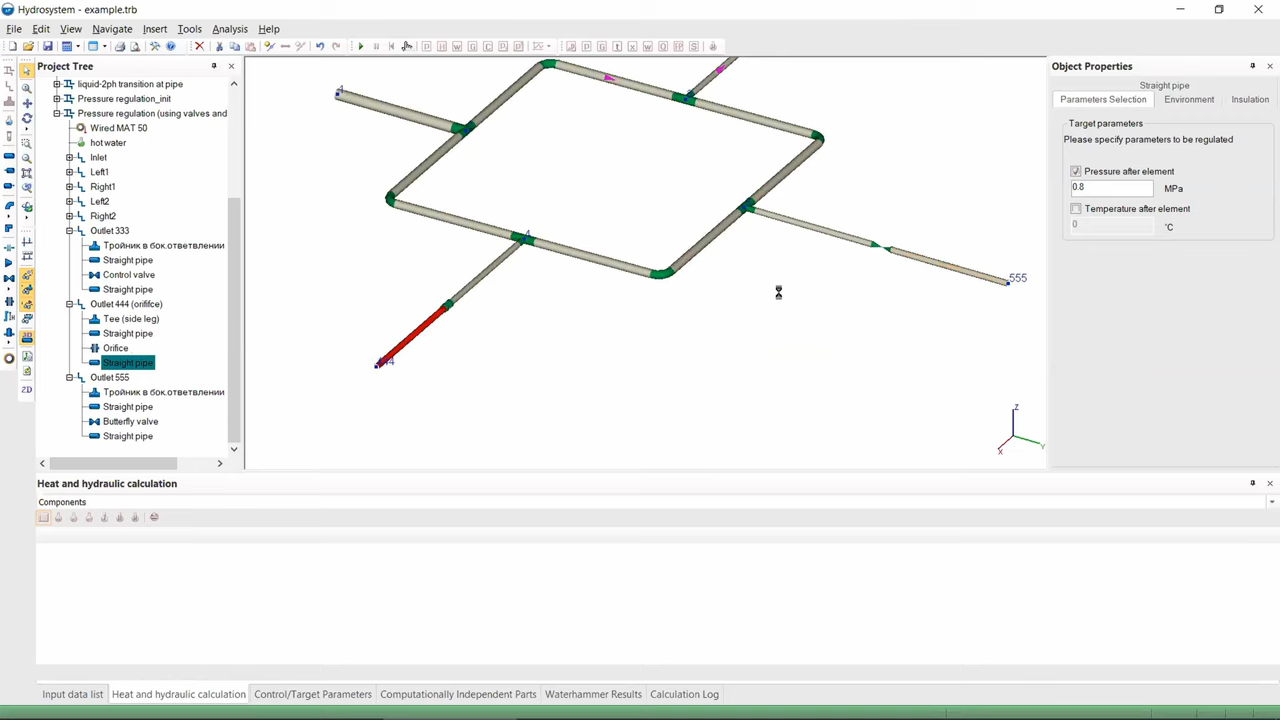 Hydrosystem - example.trb
File Edit View Navigate Insert Tools Analysis Help
Project Tree
liquid-2ph transition at pipe
Pressure regulation_init
Pressure regulation (using valves and
Wired MAT 50
hot water
Inlet
Left1
Right1
Left2
Right2
Outlet 333
Тройник в бок.ответвлении
Straight pipe
Control valve
Straight pipe
Outlet 444 (orififce)
Tee (side leg)
Straight pipe
Orifice
Straight pipe
Outlet 555
Тройник в бок.ответвлении
Straight pipe
Butterfly valve
Straight pipe
2D
4
555
Z
Y
X
Object Properties
Straight pipe
Parameters Selection Environment Insulation
Target parameters
Please specify parameters to be regulated
Pressure after element
0.8 MPa
Temperature after element
0 °C
Heat and hydraulic calculation
Components
Input data list Heat and hydraulic calculation Control/Target Parameters Computationally Independent Parts Waterhammer Results Calculation Log